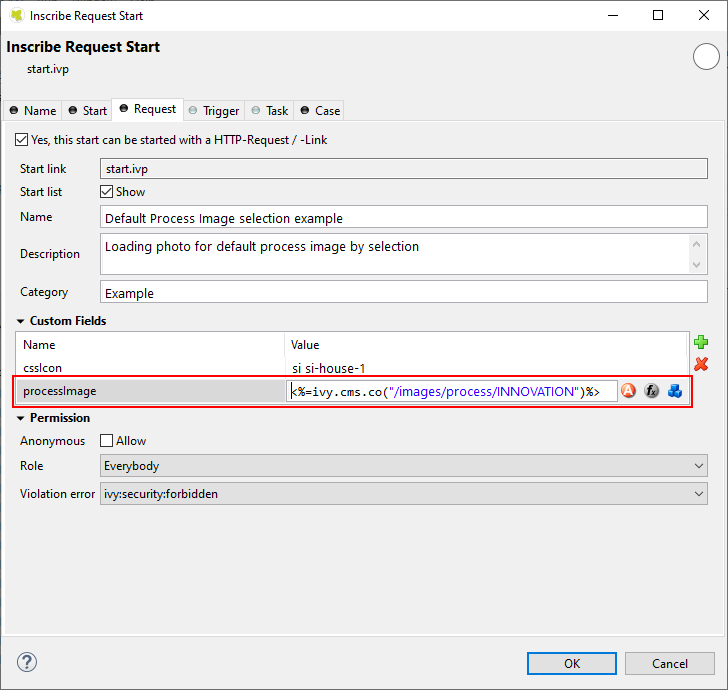 Inscribe Request Start
Inscribe Request Start
start.ivp
Name Start Request Trigger Task Case
Yes, this start can be started with a HTTP-Request / -Link
Start link start.ivp
Start list Show
Name Default Process Image selection example
Description Loading photo for default process image by selection
Category Example
Custom Fields
Name Value
cssIcon si si-house-1
processImage <%=ivy.cms.co("/images/process/INNOVATION")%>
Permission
Anonymous Allow
Role Everybody
Violation error ivy:security:forbidden
OK Cancel